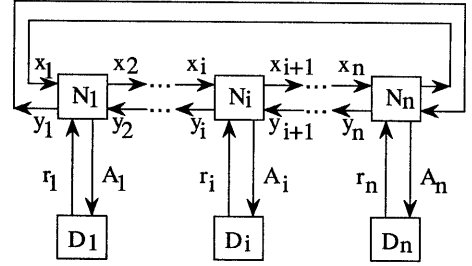 x₁ x2 ... xᵢ xᵢ₊₁ ... xₙ
N₁ Nᵢ Nₙ
y₁ y₂ ... yᵢ yᵢ₊₁ ... yₙ
r₁ A₁ rᵢ Aᵢ rₙ Aₙ
D₁ Dᵢ Dₙ